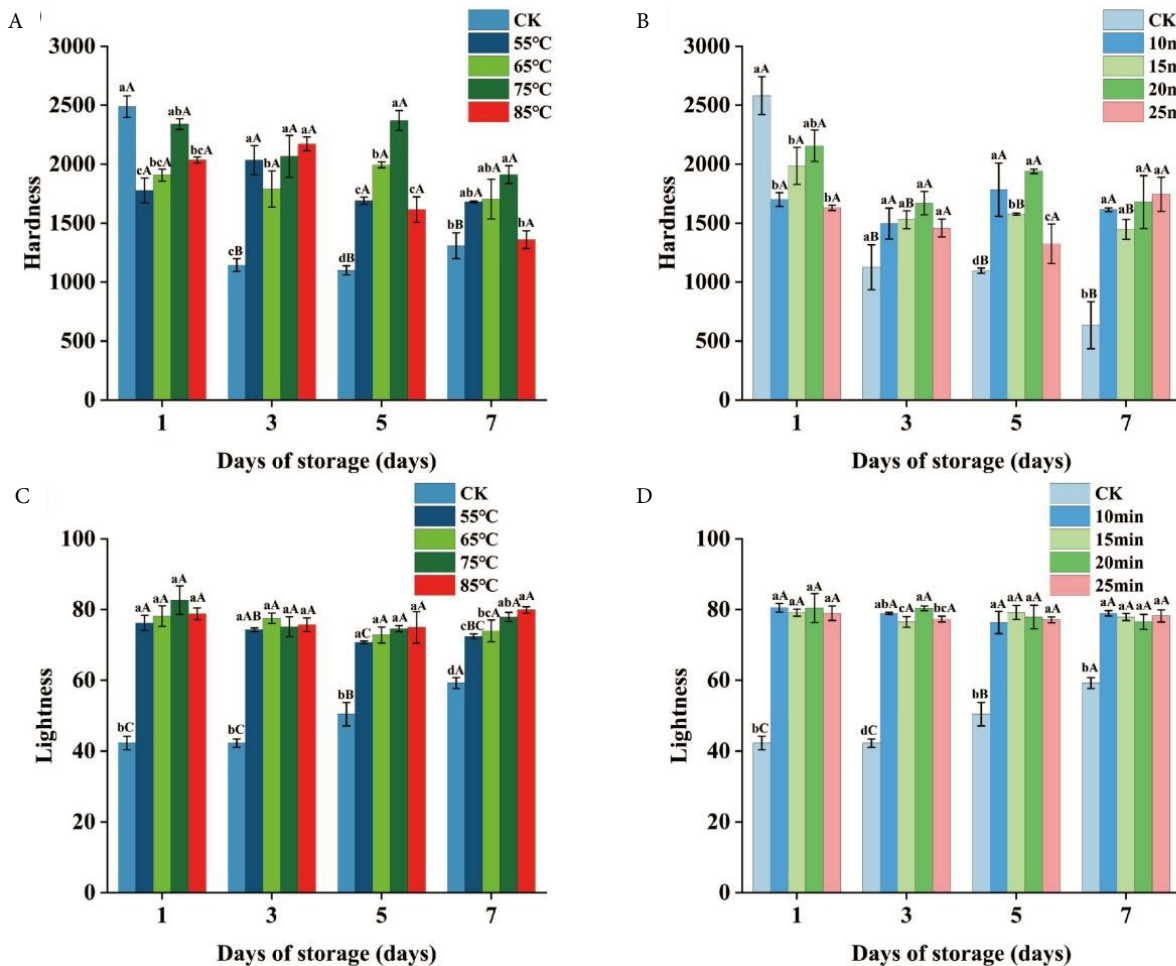 A
CK
55°C
65°C
75°C
85°C
3000
2500
2000
1500
1000
500
0
Hardness
aA
cA
bcA
abA
bcA
cB
aA
bA
aA
aA
dB
cA
bA
aA
cA
bB
abA
abA
aA
bA
1
3
5
7
Days of storage (days)
B
CK
10m
15m
20m
25m
3000
2500
2000
1500
1000
500
0
Hardness
aA
bA
bA
abA
bA
aB
aA
aB
aA
aA
dB
aA
bB
aA
cA
bB
aA
aB
aA
aA
1
3
5
7
Days of storage (days)
C
CK
55°C
65°C
75°C
85°C
100
80
60
40
20
0
Lightness
bC
aA
aA
aA
aA
bC
aAB
aA
aA
aA
bB
aC
aA
aA
aA
dA
cBC
bcA
abA
aA
1
3
5
7
Days of storage (days)
D
CK
10min
15min
20min
25min
100
80
60
40
20
0
Lightness
bC
aA
aA
aA
aA
dC
abA
cA
aA
bcA
bB
aA
aA
aA
aA
bA
aA
aA
aA
aA
1
3
5
7
Days of storage (days)